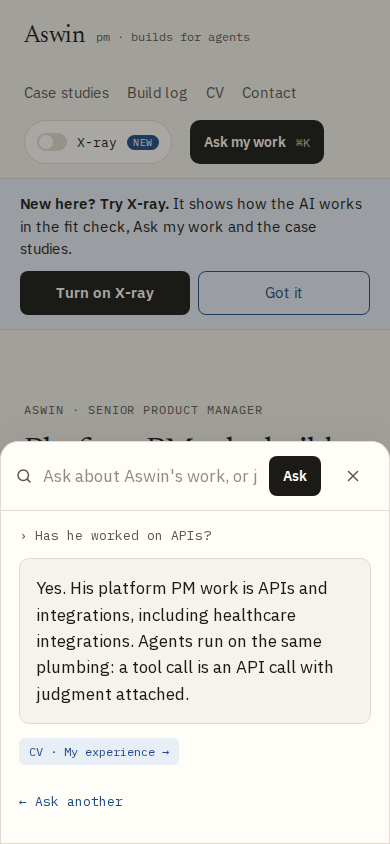 Aswin pm · builds for agents
Case studies Build log CV Contact
X-ray NEW Ask my work ⌘K
New here? Try X-ray. It shows how the AI works
in the fit check, Ask my work and the case
studies.
Turn on X-ray Got it
ASWIN · SENIOR PRODUCT MANAGER
Ask about Aswin's work, or j Ask ×
› Has he worked on APIs?
Yes. His platform PM work is APIs and
integrations, including healthcare
integrations. Agents run on the same
plumbing: a tool call is an API call with
judgment attached.
CV · My experience →
← Ask another